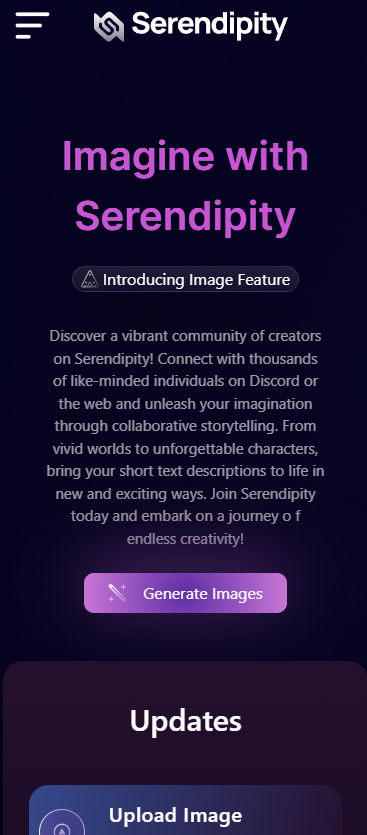 Serendipity
Imagine with
Serendipity
Introducing Image Feature
Discover a vibrant community of creators
on Serendipity! Connect with thousands
of like-minded individuals on Discord or
the web and unleash your imagination
through collaborative storytelling. From
vivid worlds to unforgettable characters,
bring your short text descriptions to life in
new and exciting ways. Join Serendipity
today and embark on a journey o f
endless creativity!
Generate Images
Updates
Upload Image